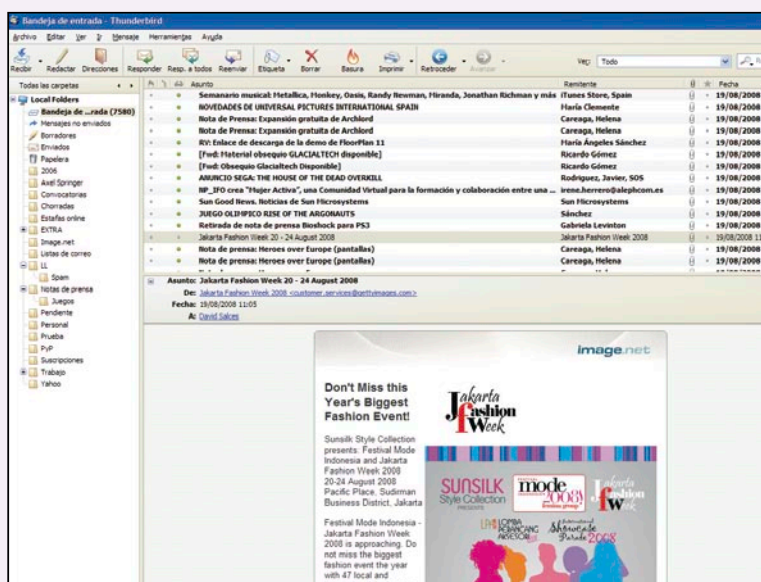 Bandeja de entrada - Thunderbird
Archivo Editar Ver Ir Mensaje Herramientas Ayuda
Recibir Redactar Direcciones Responder Resp. a todos Reenviar Etiqueta Borrar Basura Imprimir Retroceder Avanzar Ver: Todo
Todas las carpetas Asunto Remitente Fecha
Local Folders
Bandeja de ...rada (7580)
Mensajes no enviados
Borradores
Enviados
Papelera
2006
Axel Springer
Convocatorias
Chorradas
Estafas online
EXTRA
Image.net
Listas de correo
LL
Spam
Notas de prensa
Juegos
Pendiente
Personal
Prueba
PyP
Suscripciones
Trabajo
Yahoo
Semanario musical: Metallica, Monkey, Oasis, Randy Newman, Miranda, Jonathan Richman y más iTunes Store, Spain 19/08/2008
NOVEDADES DE UNIVERSAL PICTURES INTERNATIONAL SPAIN María Clemente 19/08/2008
Nota de Prensa: Expansión gratuita de Archlord Careaga, Helena 19/08/2008
Nota de Prensa: Expansión gratuita de Archlord Careaga, Helena 19/08/2008
RV: Enlace de descarga de la demo de FloorPlan 11 María Ángeles Sánchez 19/08/2008
[Fwd: Material obsequio GLACIALTECH disponible] Ricardo Gómez 19/08/2008
[Fwd: Obsequio Glacialtech Disponible] Ricardo Gómez 19/08/2008
ANUNCIO SEGA: THE HOUSE OF THE DEAD OVERKILL Rodriguez, Javier, SOS 19/08/2008
NP_IFO crea "Mujer Activa", una Comunidad Virtual para la formación y colaboración entre una ... irene.herrero@alephcom.es 19/08/2008
Sun Good News. Noticias de Sun Microsystems Sun Microsystems 19/08/2008
JUEGO OLIMPICO RISE OF THE ARGONAUTS Sánchez 19/08/2008
Retirada de nota de prensa Bioshock para PS3 Gabriela Levinton 19/08/2008
Jakarta Fashion Week 20 - 24 August 2008 Jakarta Fashion Week 2008 19/08/2008 11
Nota de prensa: Heroes over Europe (pantallas) Careaga, Helena 19/08/2008
Nota de prensa: Heroes over Europe (pantallas) Careaga, Helena 19/08/2008
Asunto: Jakarta Fashion Week 20 - 24 August 2008
De: Jakarta Fashion Week 2008 <customer.services@gettyimages.com>
Fecha: 19/08/2008 11:05
A: David Salces
image.net
Don't Miss this
Year's Biggest
Fashion Event!
Jakarta
Fashion
Week
Sunsilk Style Collection
presents: Festival Mode
Indonesia and Jakarta
Fashion Week 2008
20-24 August 2008
Pacific Place, Sudirman
Business District, Jakarta
Festival Mode Indonesia -
Jakarta Fashion Week
2008 is approaching. Do
not miss the biggest
fashion event the year
with 47 local and
SUNSILK
Style Collection
PRESENTS
mode
2008
Jakarta
fashion
Week
LOMBA
PERANCANG
AKSESORI
International
Showcase
Parade 2008